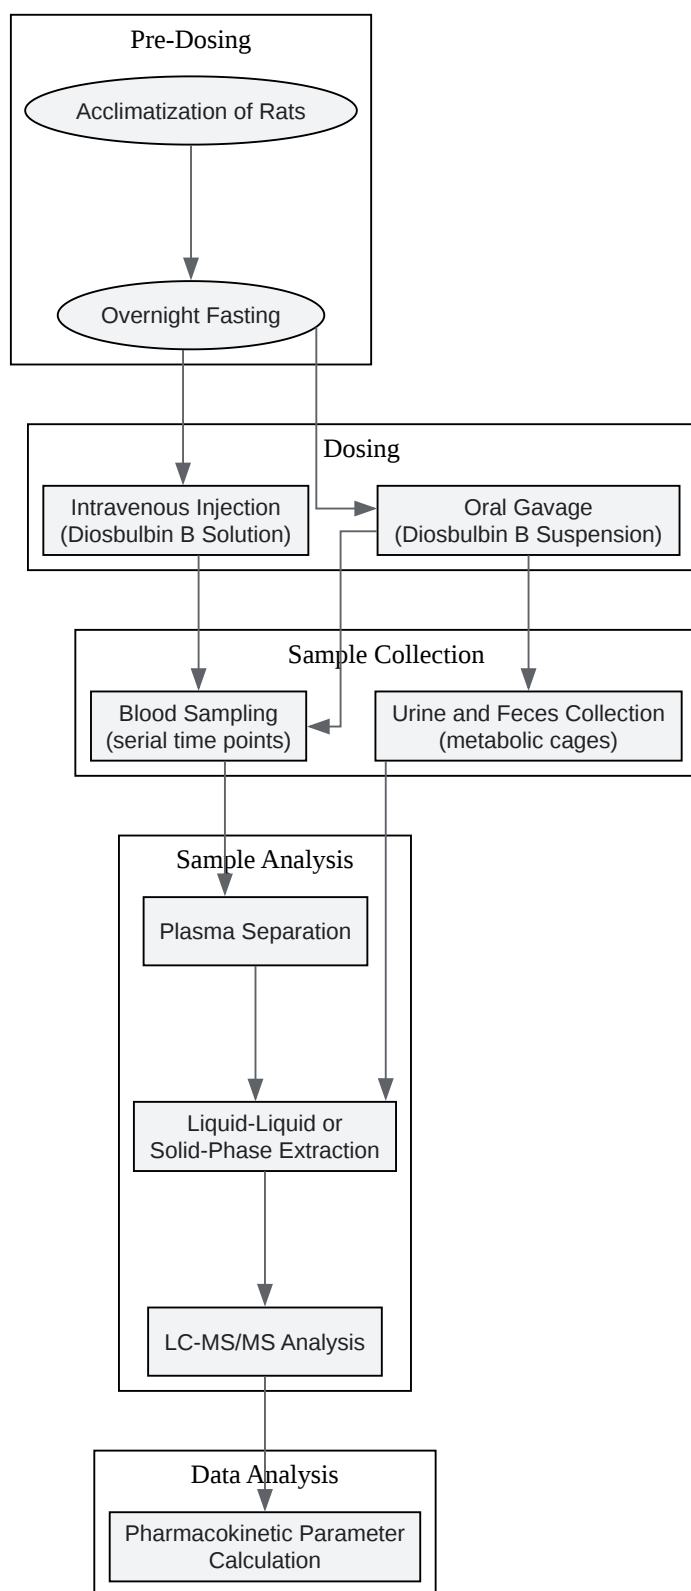 Pre-Dosing
Acclimatization of Rats
Overnight Fasting
Dosing
Intravenous Injection
(Diosbulbin B Solution)
Oral Gavage
(Diosbulbin B Suspension)
Sample Collection
Blood Sampling
(serial time points)
Urine and Feces Collection
(metabolic cages)
Sample Analysis
Plasma Separation
Liquid-Liquid or
Solid-Phase Extraction
LC-MS/MS Analysis
Data Analysis
Pharmacokinetic Parameter
Calculation